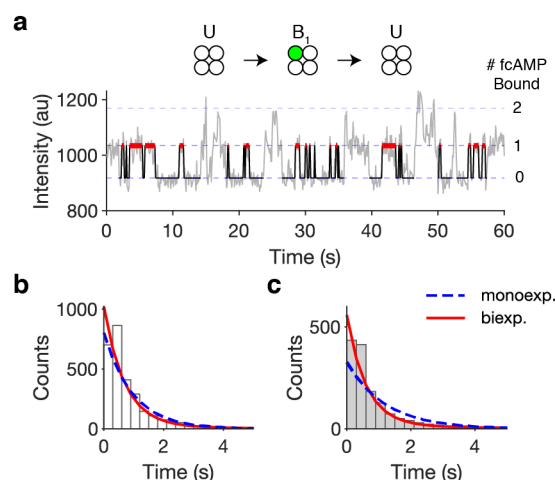 a
U B₁ U
# fcAMP
Bound
Intensity (au)
1200
1000
800
2
1
0
0 10 20 30 40 50 60
Time (s)
b
c
monoexp.
biexp.
Counts
1000
500
0
0 2 4
Time (s)
Counts
500
0
0 2 4
Time (s)